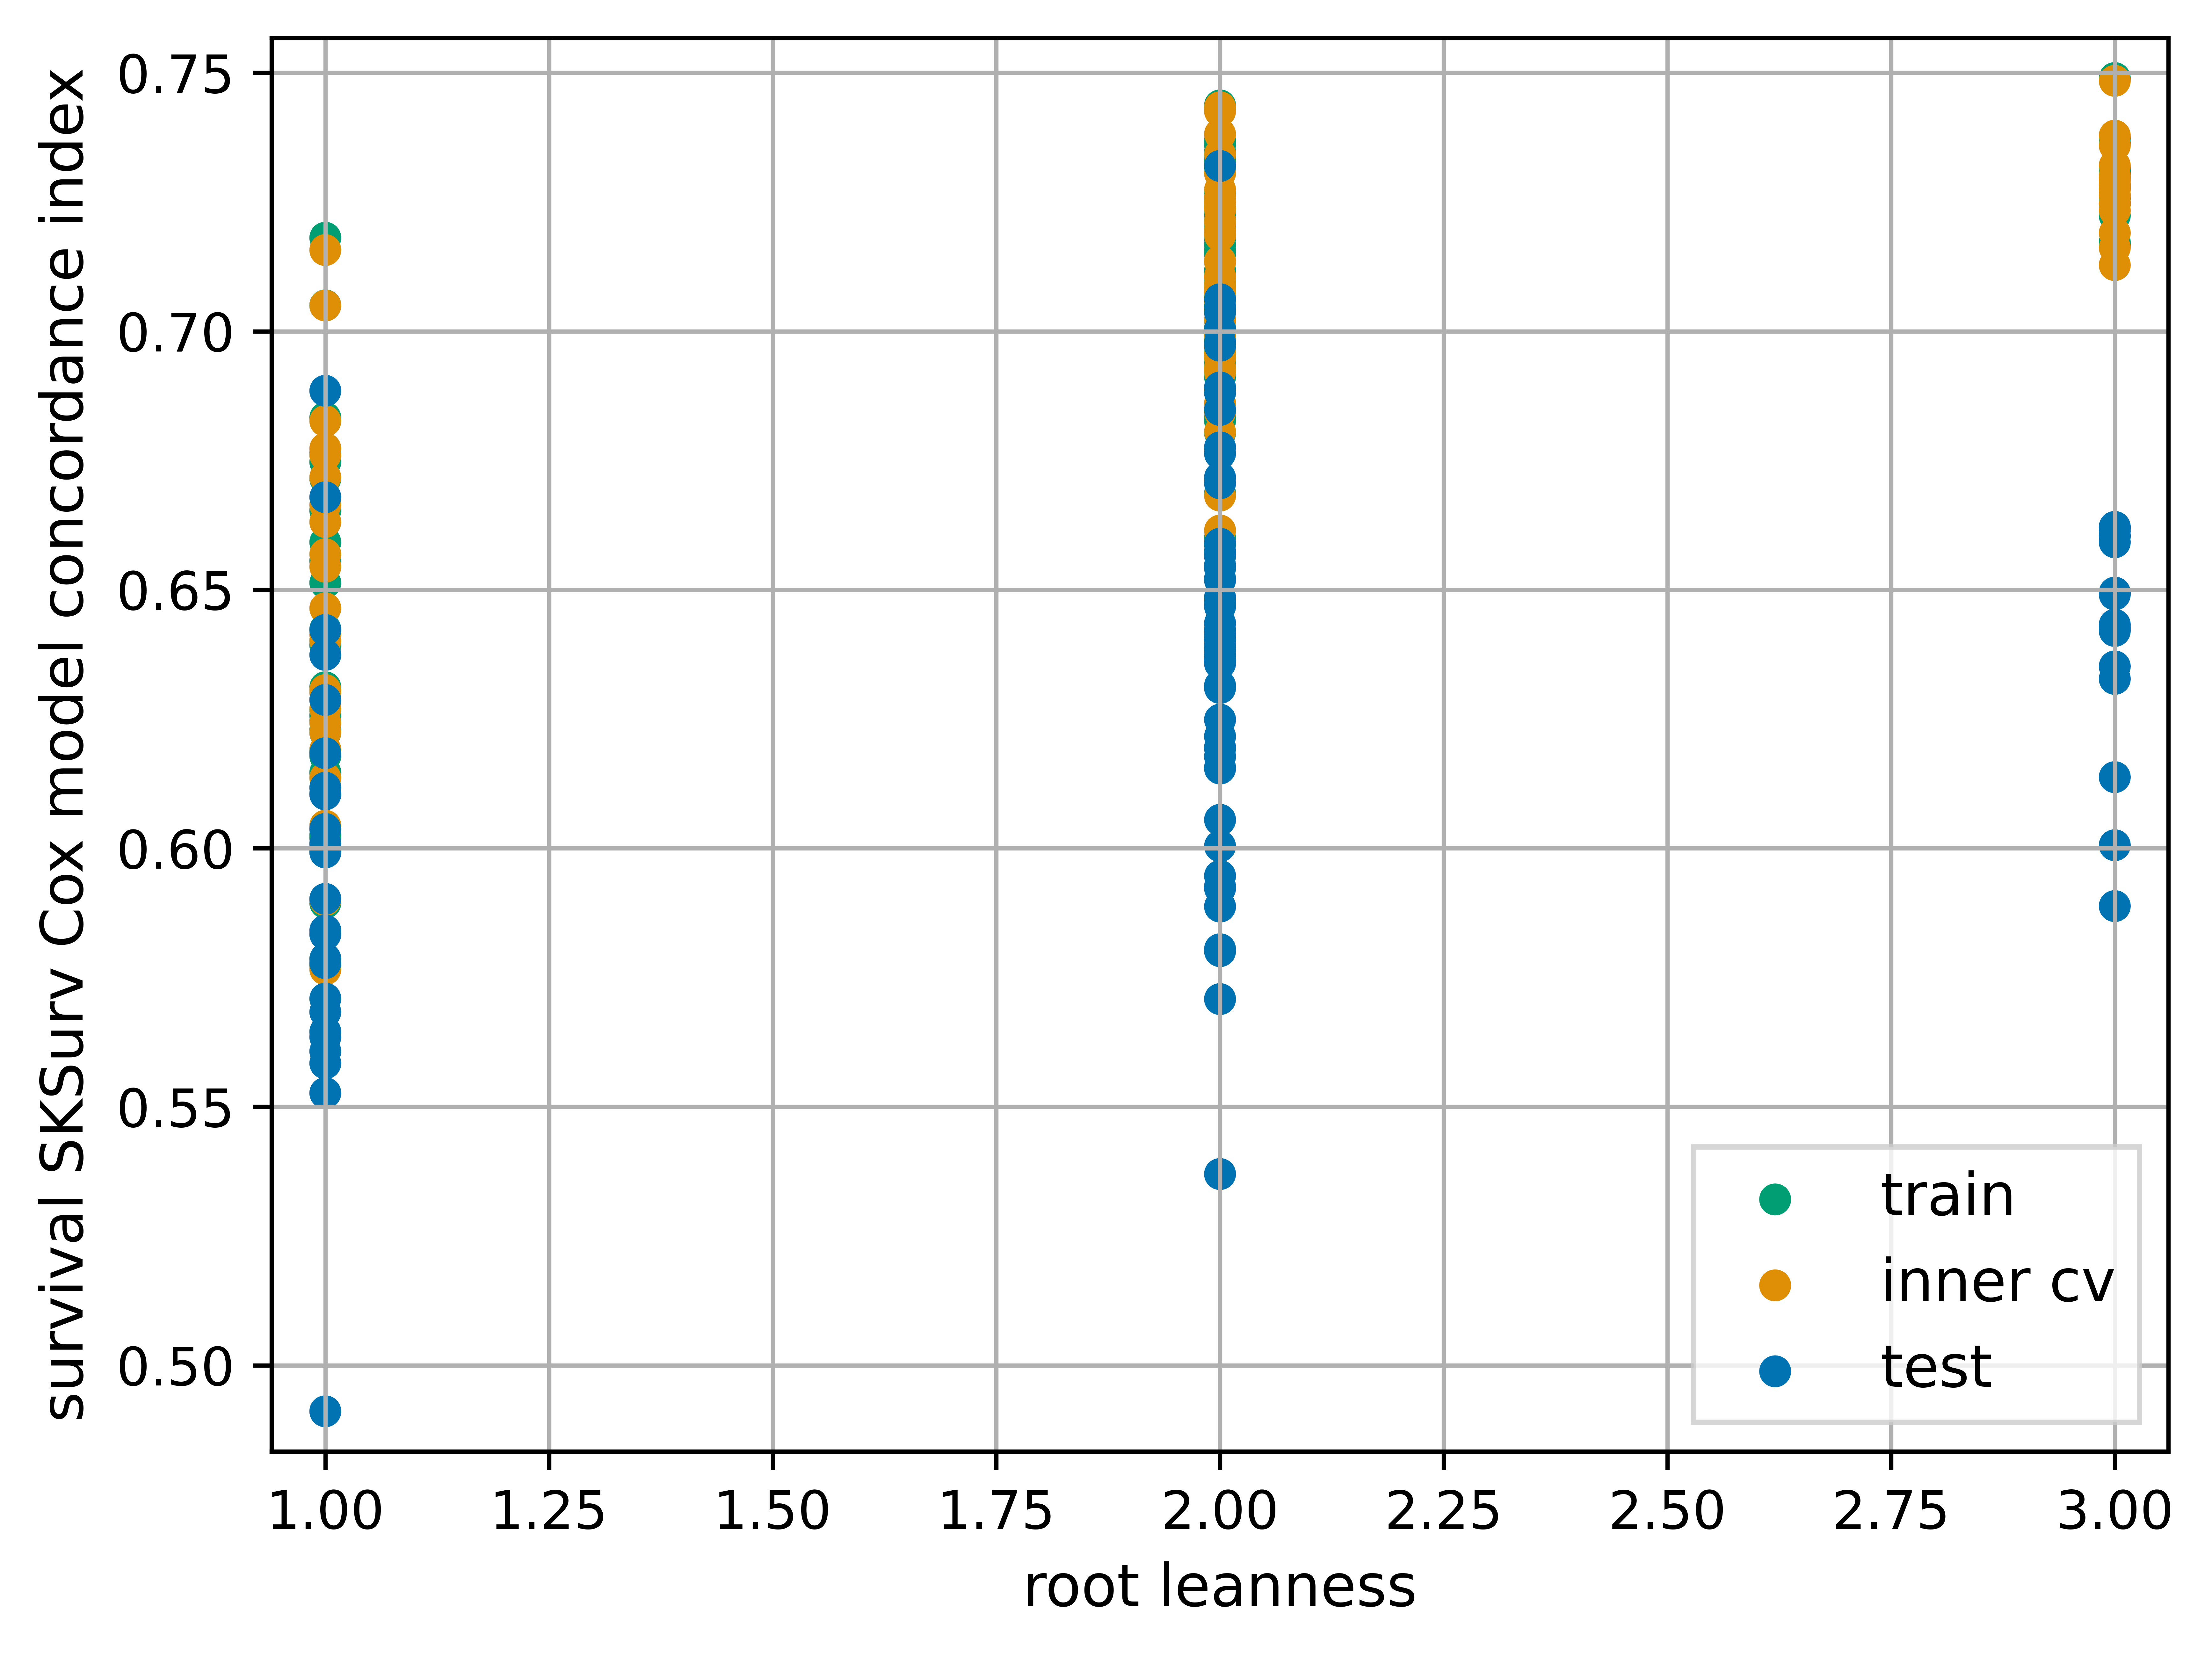 survival SKSurv Cox model concordance index
0.75
0.70
0.65
0.60
0.55
0.50
train
inner cv
test
1.00 1.25 1.50 1.75 2.00 2.25 2.50 2.75 3.00
root leanness